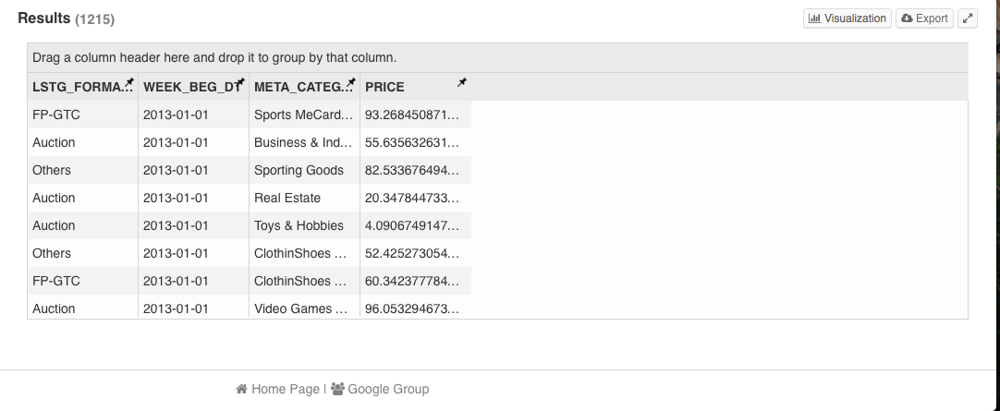 Results (1215) Visualization Export
Drag a column header here and drop it to group by that column.
LSTG_FORMA... WEEK_BEG_DT META_CATEG... PRICE
FP-GTC 2013-01-01 Sports MeCard... 93.268450871...
Auction 2013-01-01 Business & Ind... 55.635632631...
Others 2013-01-01 Sporting Goods 82.533676494...
Auction 2013-01-01 Real Estate 20.347844733...
Auction 2013-01-01 Toys & Hobbies 4.0906749147...
Others 2013-01-01 ClothinShoes ... 52.425273054...
FP-GTC 2013-01-01 ClothinShoes ... 60.342377784...
Auction 2013-01-01 Video Games ... 96.053294673...
Home Page | Google Group